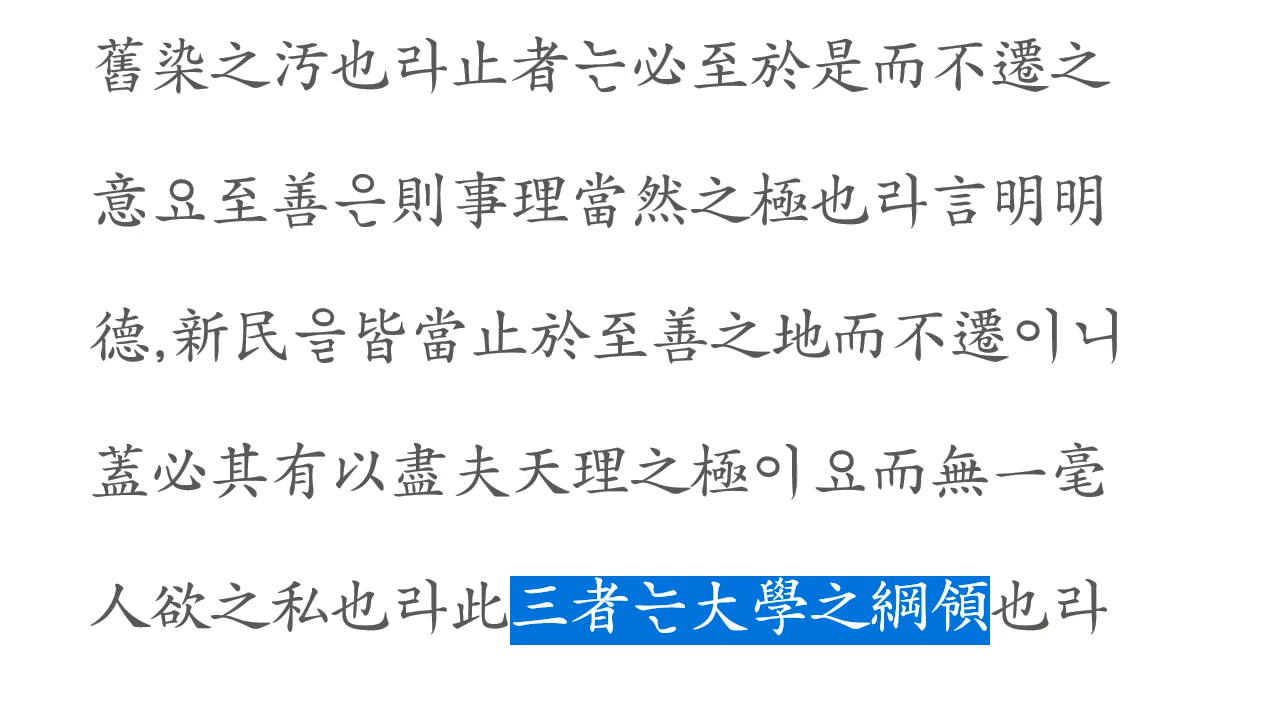 舊染之汚也라止者는必至於是而不遷之
意요至善은則事理當然之極也라言明明
德,新民을皆當止於至善之地而不遷이니
蓋必其有以盡夫天理之極이요而無一毫
人欲之私也라此三者는大學之綱領也라